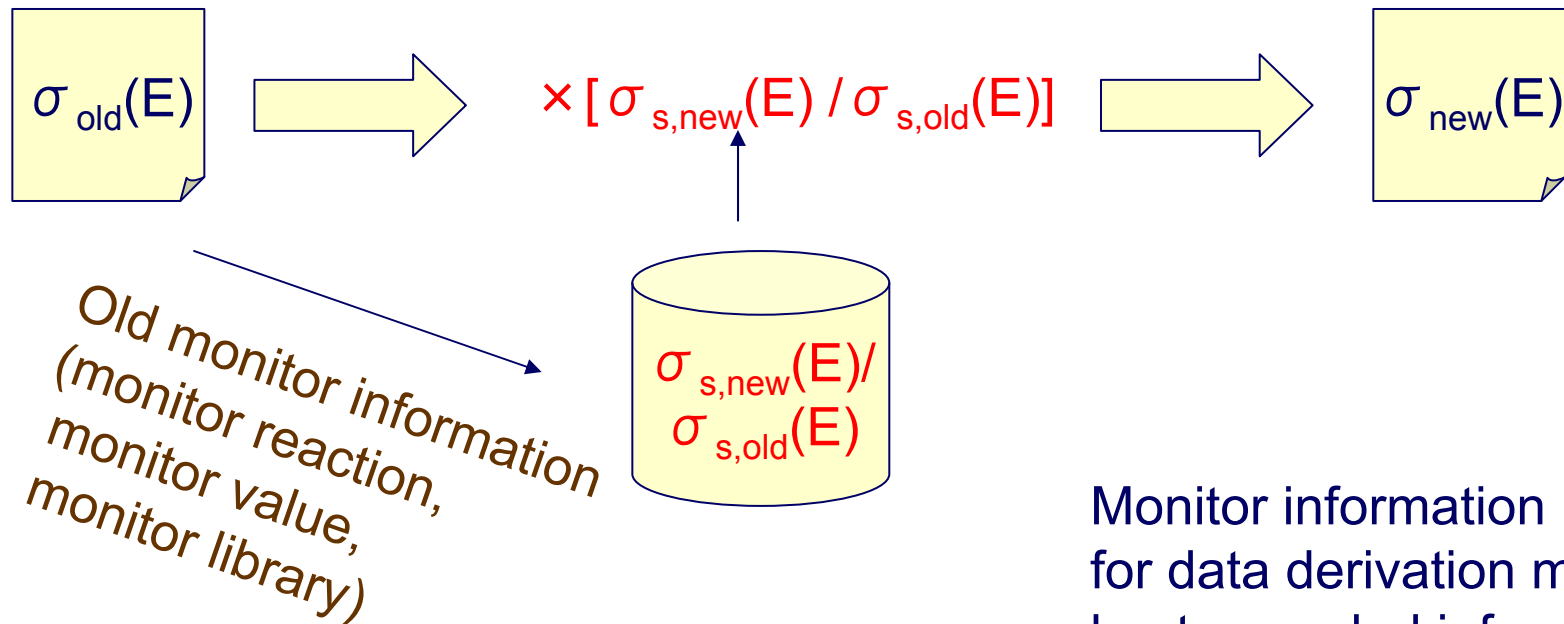 σ old(E)
×[σ s,new(E) / σ s,old(E)]
σ new(E)
Old monitor information
(monitor reaction,
monitor value,
monitor library)
σ s,new(E)/
σ s,old(E)
Monitor information
for data derivation